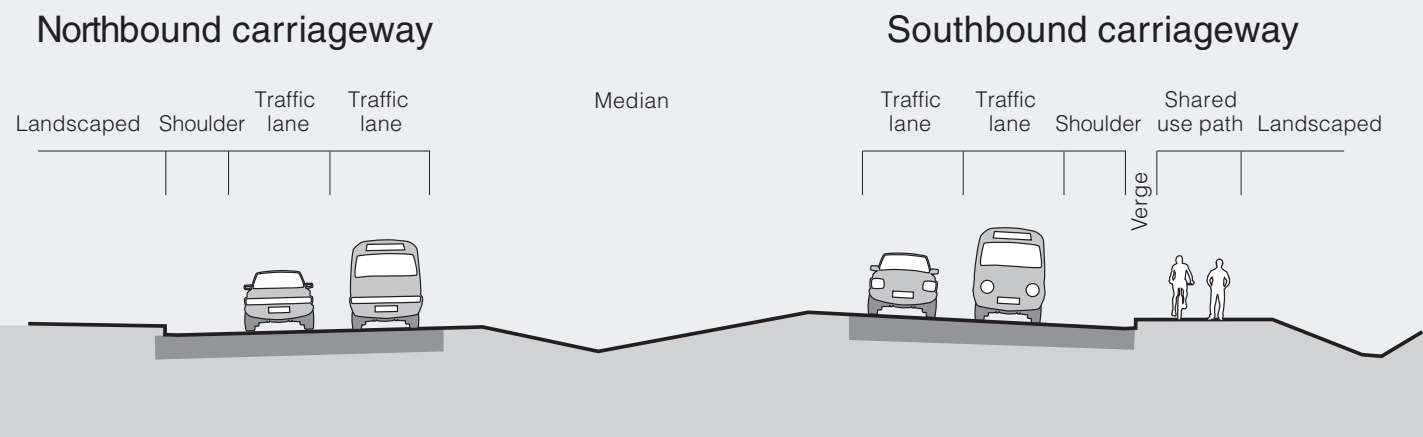 Northbound carriageway
Southbound carriageway
Landscaped
Shoulder
Traffic
lane
Traffic
lane
Median
Traffic
lane
Traffic
lane
Shoulder
Verge
Shared
use path
Landscaped